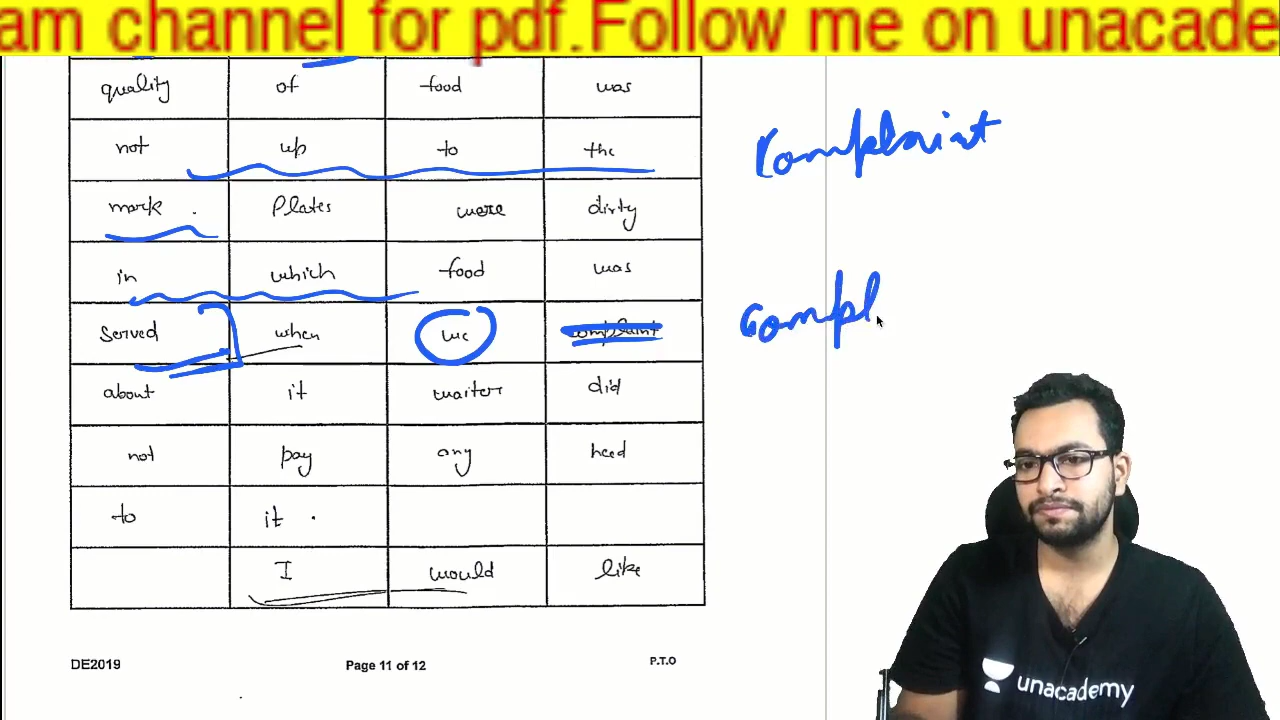 am channel for pdf.Follow me on unacade
quality of food was
not up to the
mark . Plates were dirty
in which food was
Served when we complaint
about it waiter did
not pay any heed
to it .
I would like
Complaint
Compl
DE2019 Page 11 of 12 P.T.O
unacademy